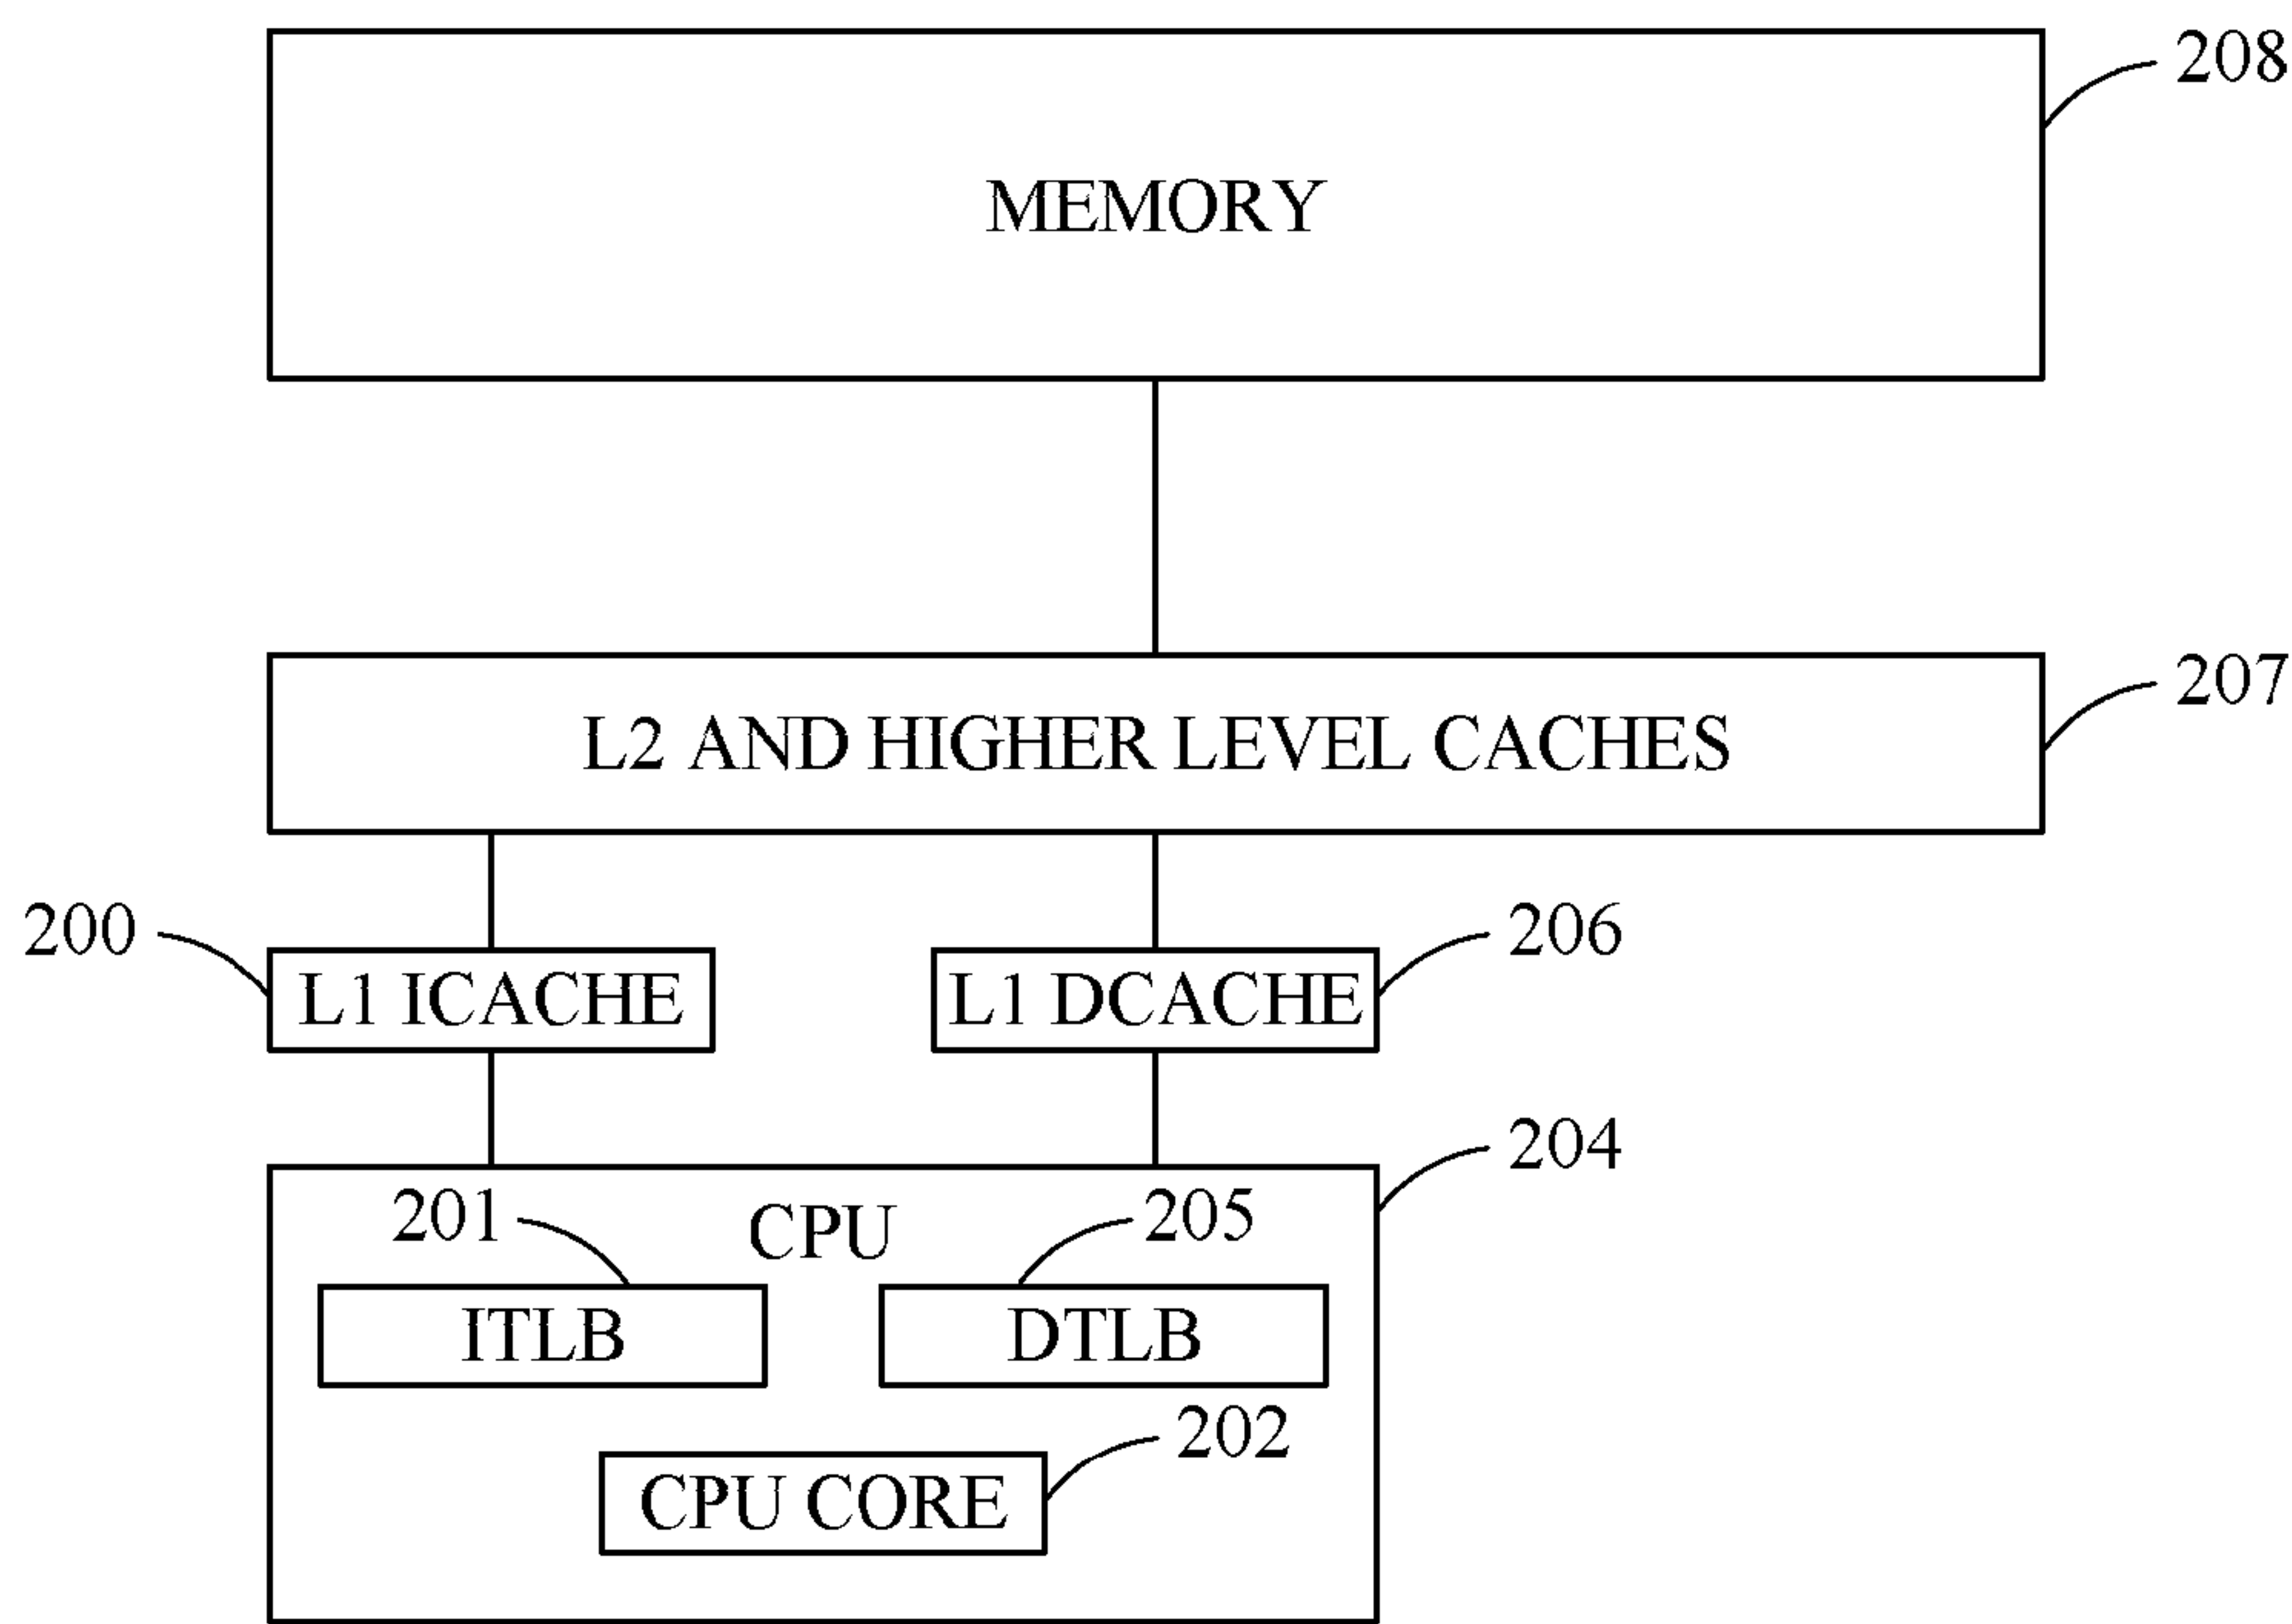 208
MEMORY
207
L2 AND HIGHER LEVEL CACHES
200
206
L1 ICACHE
L1 DCACHE
204
201
CPU
205
ITLB
DTLB
202
CPU CORE